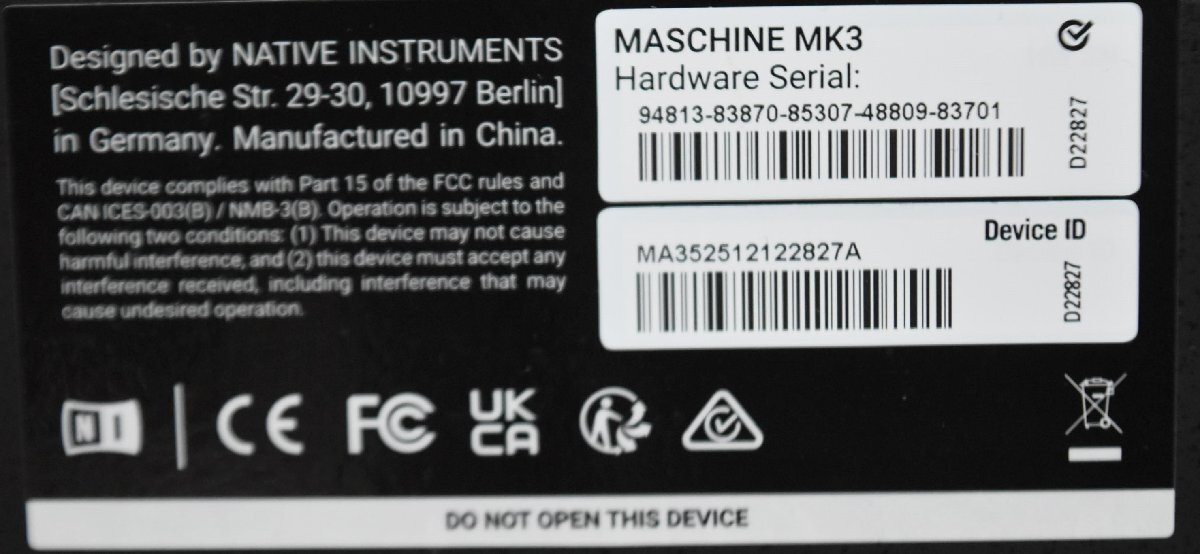 Designed by NATIVE INSTRUMENTS
[Schlesische Str. 29-30, 10997 Berlin]
in Germany. Manufactured in China.
This device complies with Part 15 of the FCC rules and
CAN ICES-003(B) / NMB-3(B). Operation is subject to the
following two conditions: (1) This device may not cause
harmful interference, and (2) this device must accept any
interference received, including interference that may
cause undesired operation.
MASCHINE MK3
Hardware Serial:
94813-83870-85307-48809-83701
D22827
Device ID
MA352512122827A
D22827
NI
CE
FC
UK
CA
DO NOT OPEN THIS DEVICE